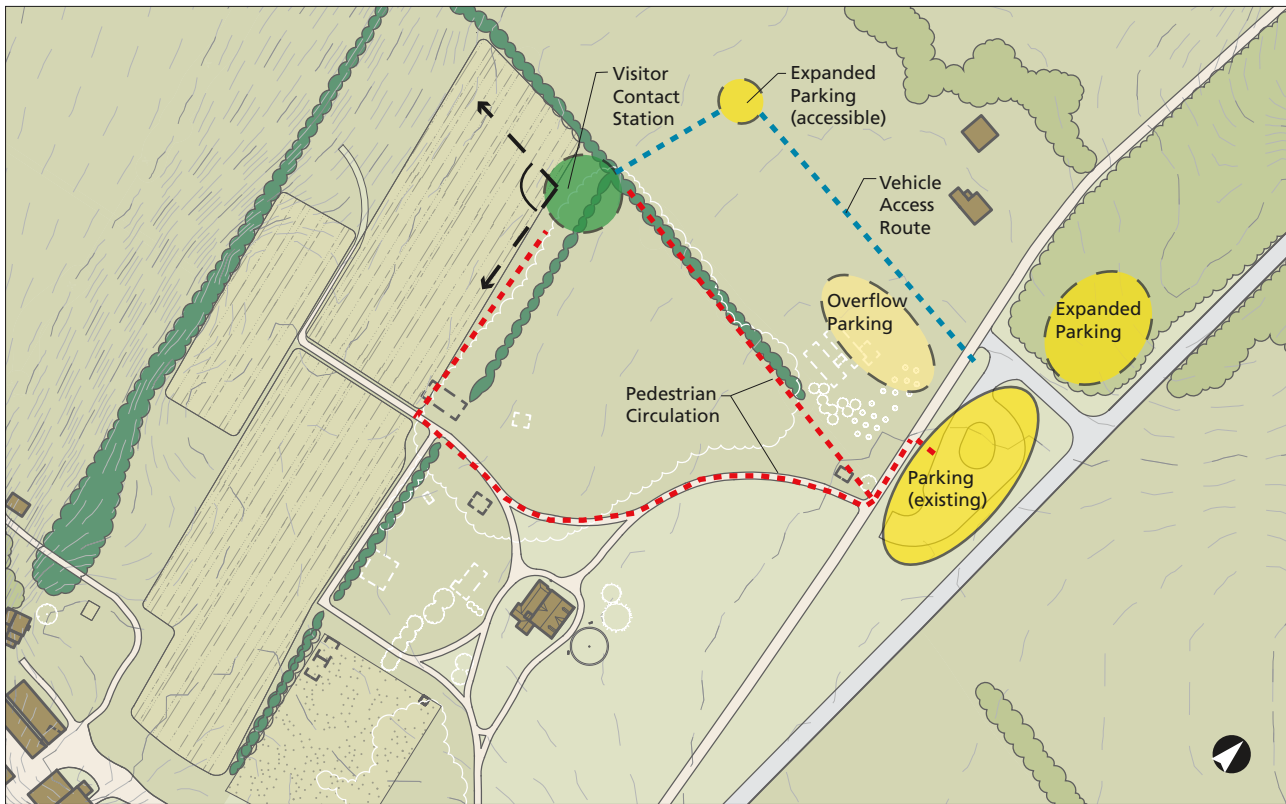 Visitor
Contact
Station
Expanded
Parking
(accessible)
Vehicle
Access
Route
Overflow
Parking
Expanded
Parking
Pedestrian
Circulation
Parking
(existing)